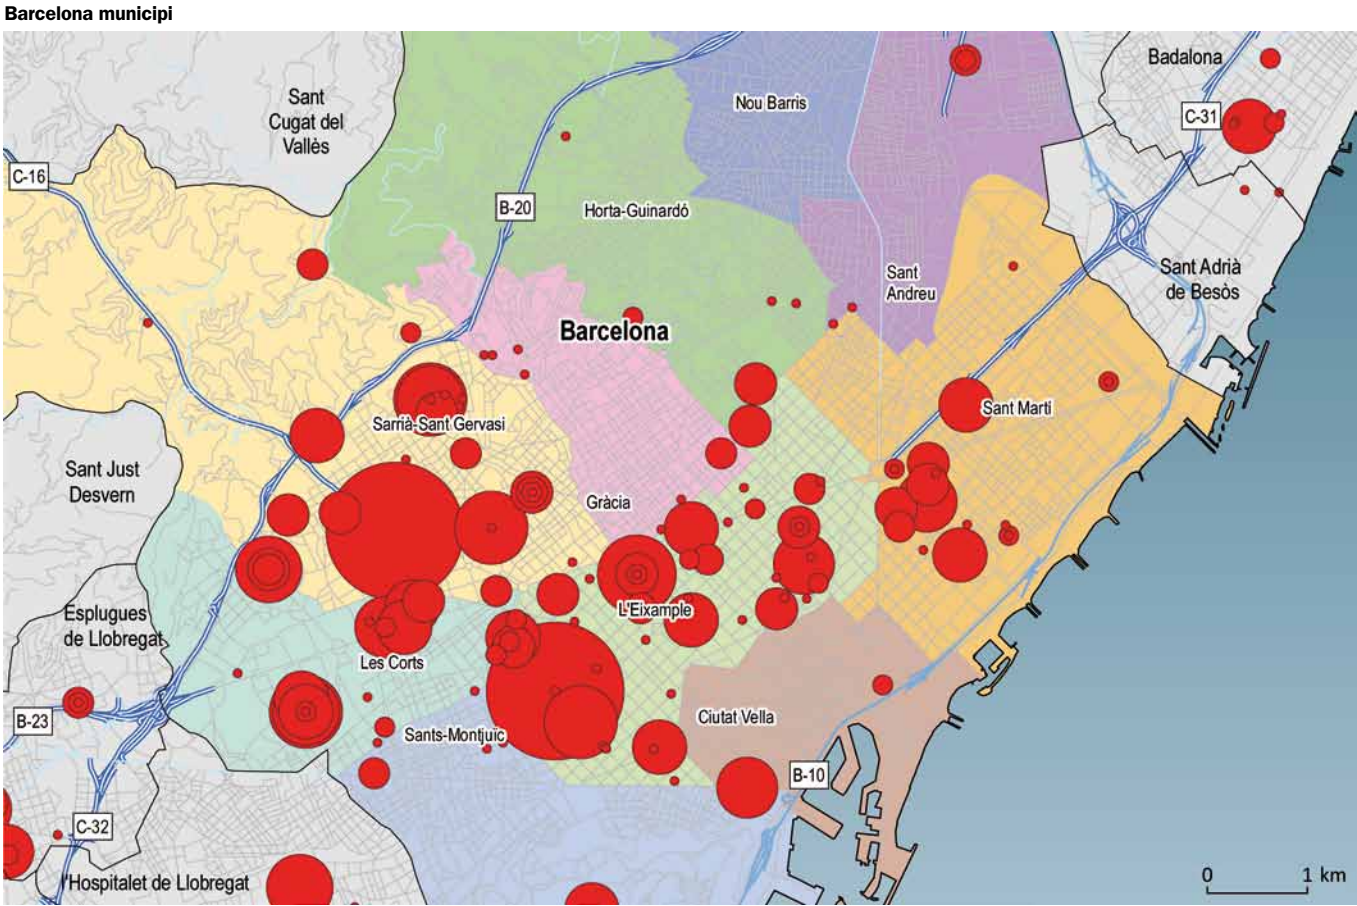 Barcelona municipi
Badalona
Sant
Cugat del
Vallès
Nou Barris
C-31
C-16
B-20
Horta-Guinardó
Sant
Andreu
Sant Adrià
de Besòs
Barcelona
Sant Martí
Sarrià-Sant Gervasi
Sant Just
Desvern
Gràcia
Esplugues
de Llobregat
L'Eixample
Les Corts
B-23
Sants-Montjuïc
Ciutat Vella
B-10
C-32
l'Hospitalet de Llobregat
0 1 km